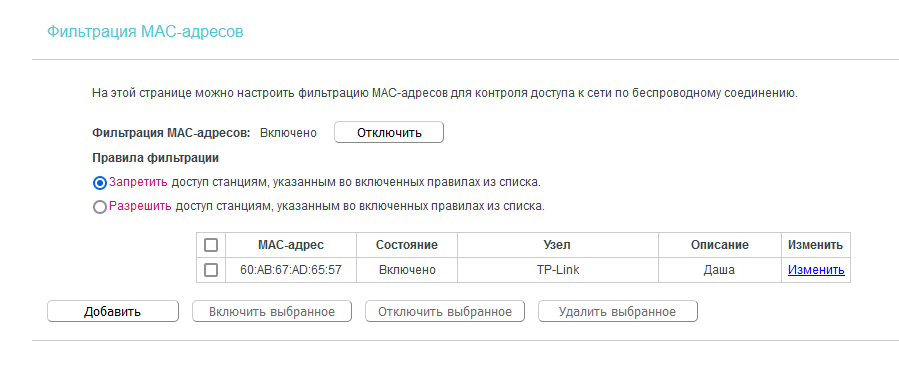 Фильтрация MAC-адресов
На этой странице можно настроить фильтрацию MAC-адресов для контроля доступа к сети по беспроводному соединению.
Фильтрация MAC-адресов: Включено Отключить
Правила фильтрации
Запретить доступ станциям, указанным во включенных правилах из списка.
Разрешить доступ станциям, указанным во включенных правилах из списка.
MAC-адрес Состояние Узел Описание Изменить
60:AB:67:AD:65:57 Включено TP-Link Даша Изменить
Добавить Включить выбранное Отключить выбранное Удалить выбранное